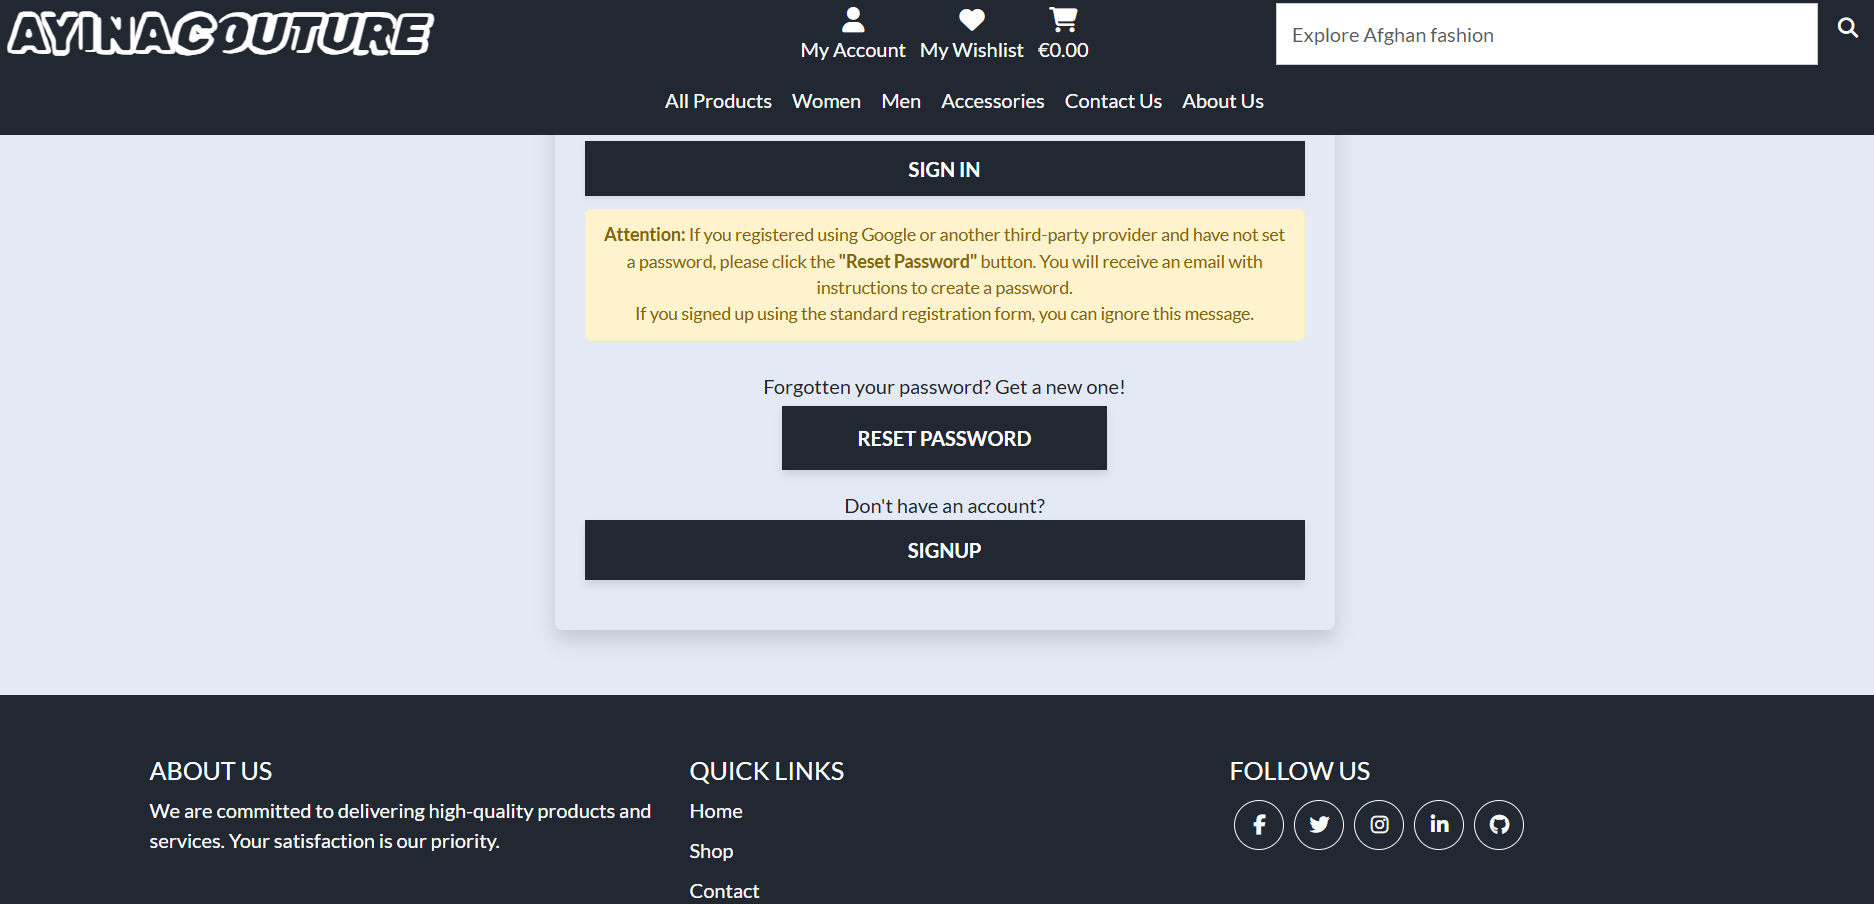 AYINACOUTURE
My Account My Wishlist €0.00
Explore Afghan fashion
All Products Women Men Accessories Contact Us About Us
SIGN IN
Attention: If you registered using Google or another third-party provider and have not set
a password, please click the "Reset Password" button. You will receive an email with
instructions to create a password.
If you signed up using the standard registration form, you can ignore this message.
Forgotten your password? Get a new one!
RESET PASSWORD
Don't have an account?
SIGNUP
ABOUT US
We are committed to delivering high-quality products and
services. Your satisfaction is our priority.
QUICK LINKS
Home
Shop
Contact
FOLLOW US